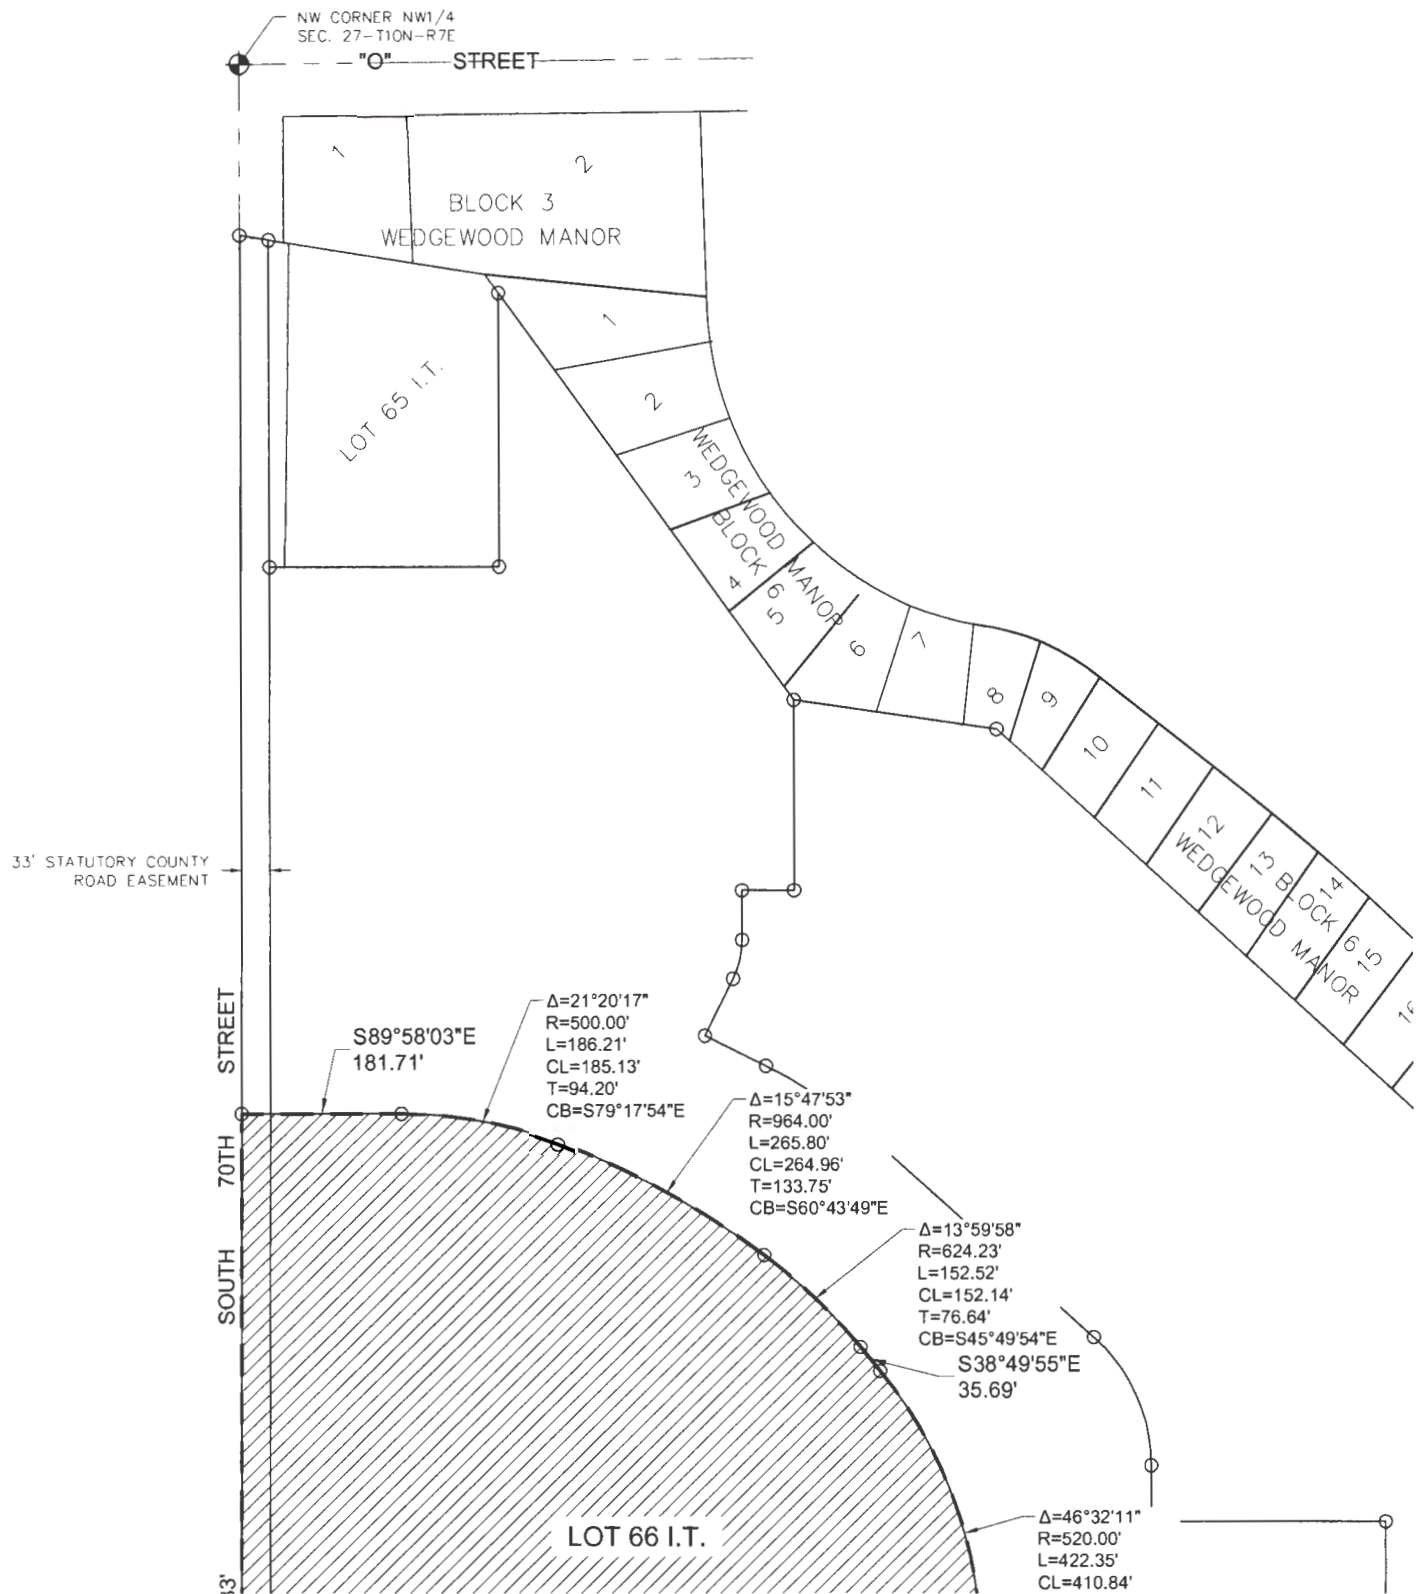 NW CORNER NW1/4
SEC. 27-T10N-R7E
"O" STREET
1
2
BLOCK 3
WEDGEWOOD MANOR
LOT 65 I.T.
1
2
3
4
5
WEDGEWOOD MANOR
BLOCK 6
6
7
8
9
10
11
12
13
14
15
16
WEDGEWOOD MANOR
BLOCK 6
33' STATUTORY COUNTY
ROAD EASEMENT
SOUTH 70TH STREET
S89°58'03"E
181.71'
Δ=21°20'17"
R=500.00'
L=186.21'
CL=185.13'
T=94.20'
CB=S79°17'54"E
Δ=15°47'53"
R=964.00'
L=265.80'
CL=264.96'
T=133.75'
CB=S60°43'49"E
Δ=13°59'58"
R=624.23'
L=152.52'
CL=152.14'
T=76.64'
CB=S45°49'54"E
S38°49'55"E
35.69'
LOT 66 I.T.
Δ=46°32'11"
R=520.00'
L=422.35'
CL=410.84'